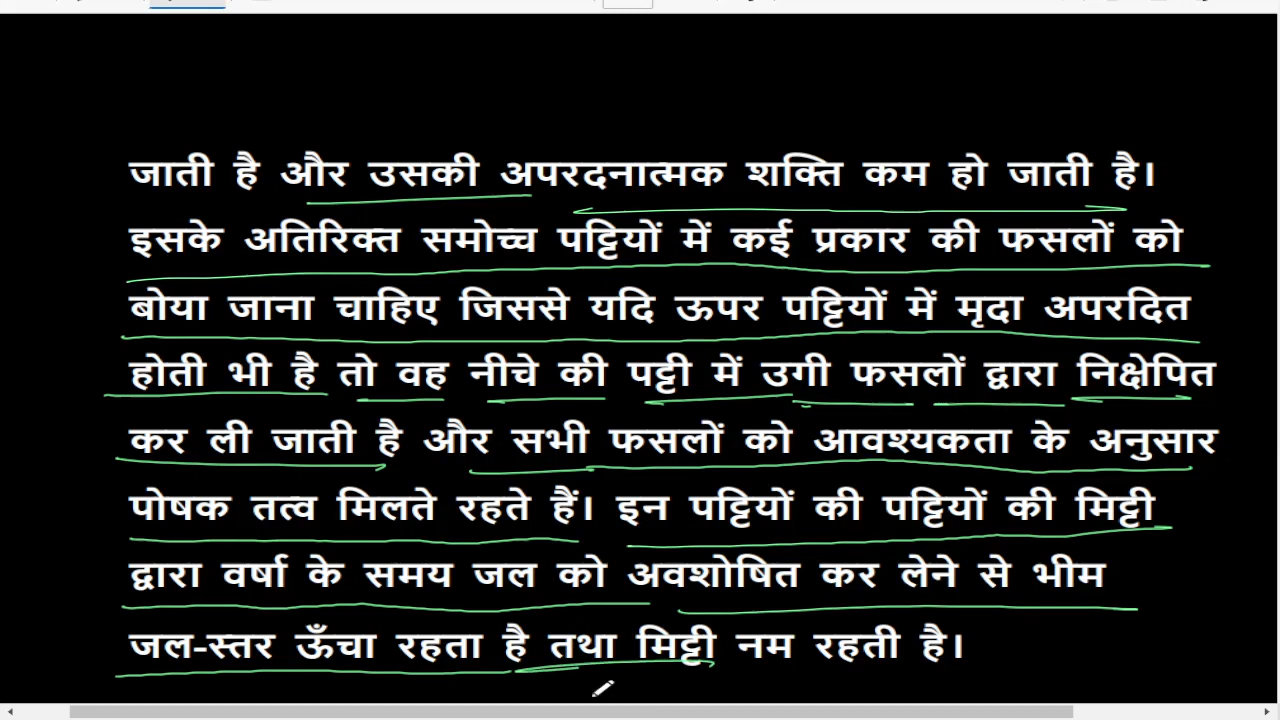 जाती है और उसकी अपरदनात्मक शक्ति कम हो जाती है।
इसके अतिरिक्त समोच्च पट्टियों में कई प्रकार की फसलों को
बोया जाना चाहिए जिससे यदि ऊपर पट्टियों में मृदा अपरदित
होती भी है तो वह नीचे की पट्टी में उगी फसलों द्वारा निक्षेपित
कर ली जाती है और सभी फसलों को आवश्यकता के अनुसार
पोषक तत्व मिलते रहते हैं। इन पट्टियों की पट्टियों की मिट्टी
द्वारा वर्षा के समय जल को अवशोषित कर लेने से भीम
जल-स्तर ऊँचा रहता है तथा मिट्टी नम रहती है।